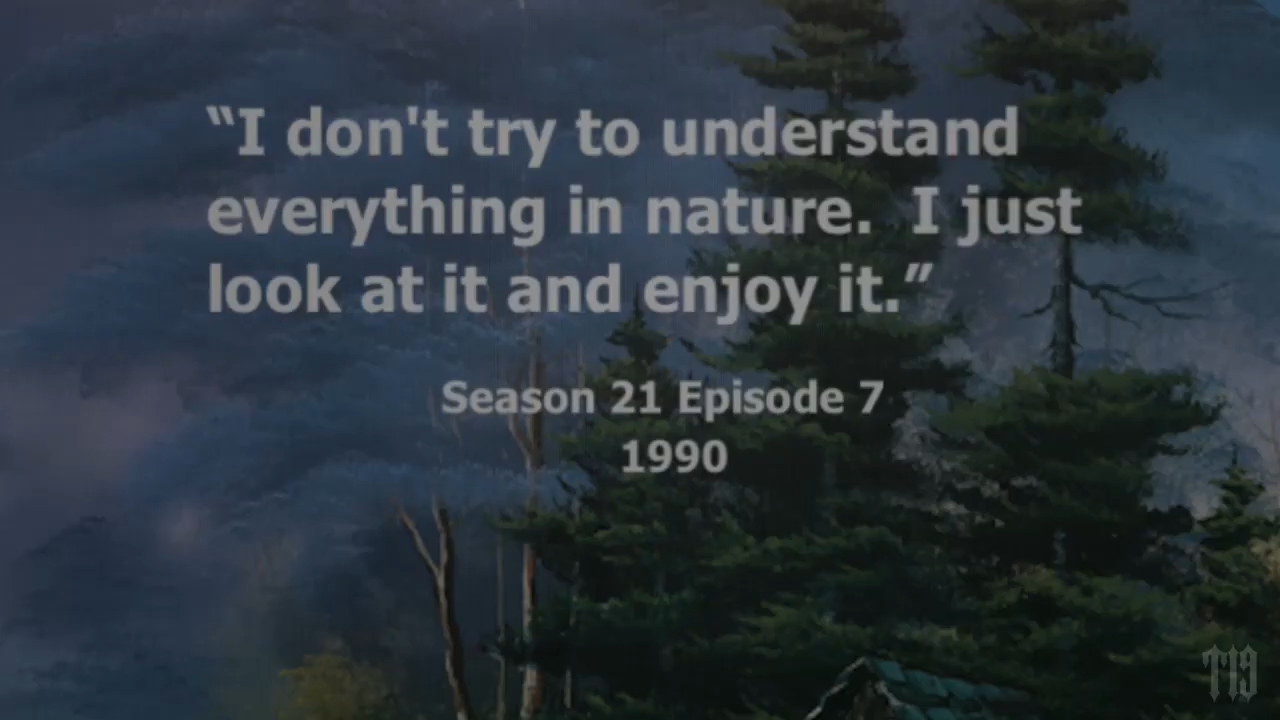 “I don't try to understand
everything in nature.  I just
look at it and enjoy it.”
Season 21 Episode 7
1990
T19